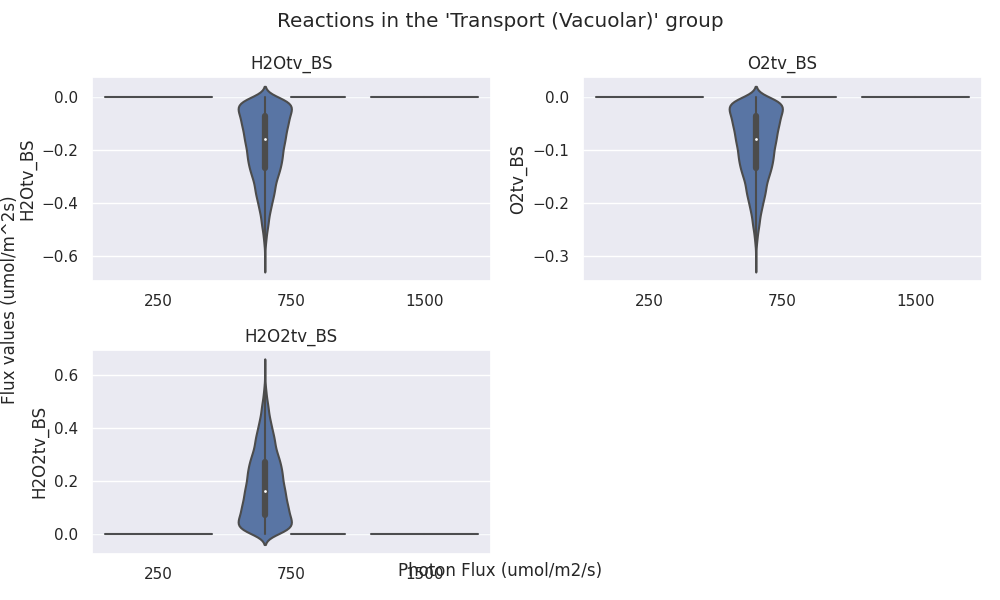 Reactions in the 'Transport (Vacuolar)' group
H2Otv_BS
O2tv_BS
0.0
−0.2
−0.4
−0.6
H2Otv_BS
250
750
1500
0.0
−0.1
−0.2
−0.3
O2tv_BS
250
750
1500
Flux values (umol/m^2s)
H2O2tv_BS
0.6
0.4
0.2
0.0
H2O2tv_BS
250
750
1500
Photon Flux (umol/m2/s)